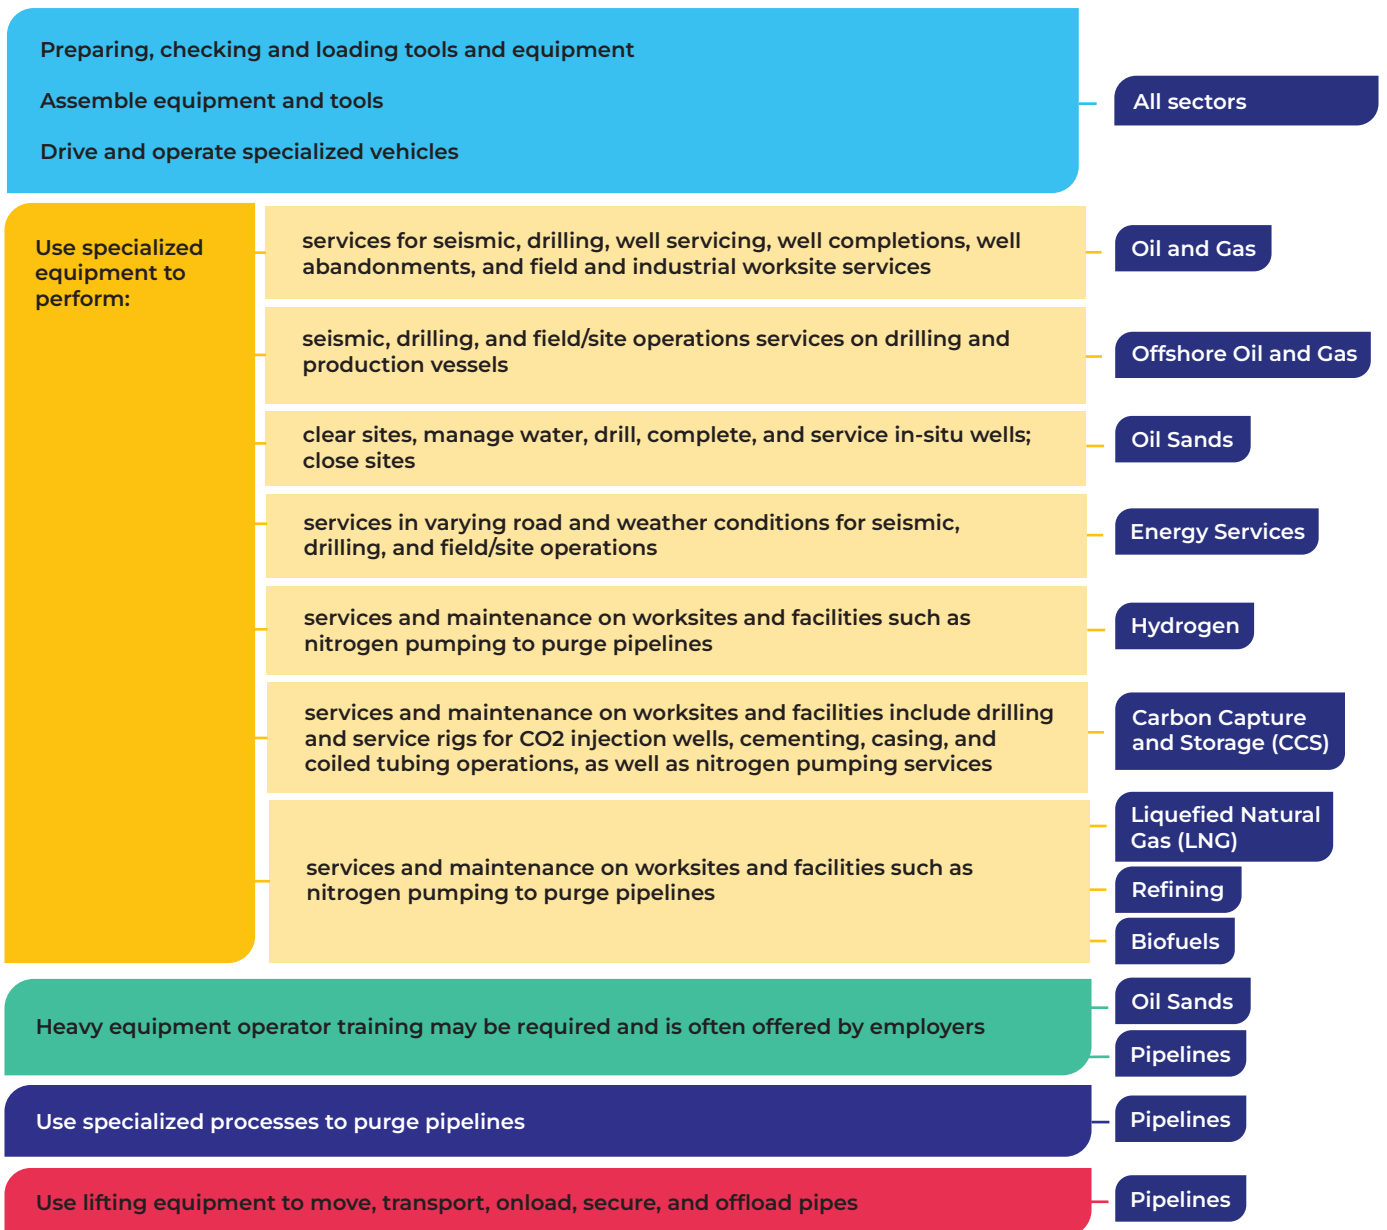 Preparing, checking and loading tools and equipment
Assemble equipment and tools
Drive and operate specialized vehicles
All sectors
Use specialized
equipment to
perform:
services for seismic, drilling, well servicing, well completions, well
abandonments, and field and industrial worksite services
Oil and Gas
seismic, drilling, and field/site operations services on drilling and
production vessels
Offshore Oil and Gas
clear sites, manage water, drill, complete, and service in-situ wells;
close sites
Oil Sands
services in varying road and weather conditions for seismic,
drilling, and field/site operations
Energy Services
services and maintenance on worksites and facilities such as
nitrogen pumping to purge pipelines
Hydrogen
services and maintenance on worksites and facilities include drilling
and service rigs for CO2 injection wells, cementing, casing, and
coiled tubing operations, as well as nitrogen pumping services
Carbon Capture
and Storage (CCS)
services and maintenance on worksites and facilities such as
nitrogen pumping to purge pipelines
Liquefied Natural
Gas (LNG)
Refining
Biofuels
Heavy equipment operator training may be required and is often offered by employers
Oil Sands
Pipelines
Use specialized processes to purge pipelines
Pipelines
Use lifting equipment to move, transport, onload, secure, and offload pipes
Pipelines